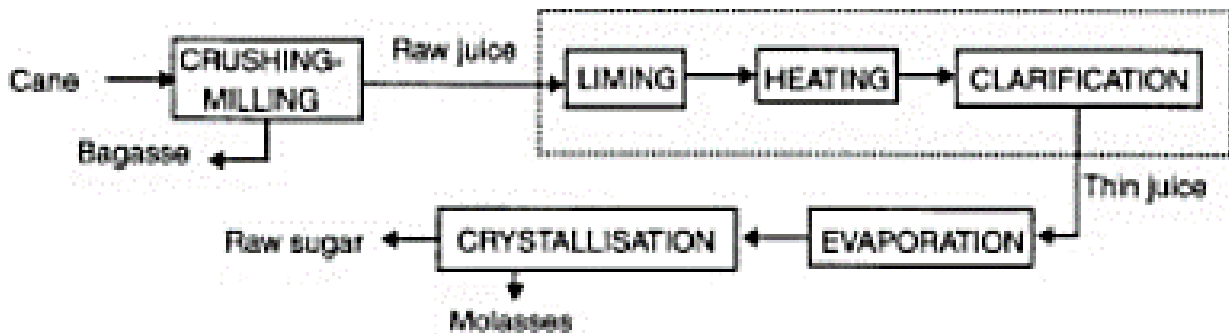 Cane
CRUSHING-
MILLING
Bagasse
Raw juice
LIMING
HEATING
CLARIFICATION
Thin juice
EVAPORATION
CRYSTALLISATION
Raw sugar
Molasses